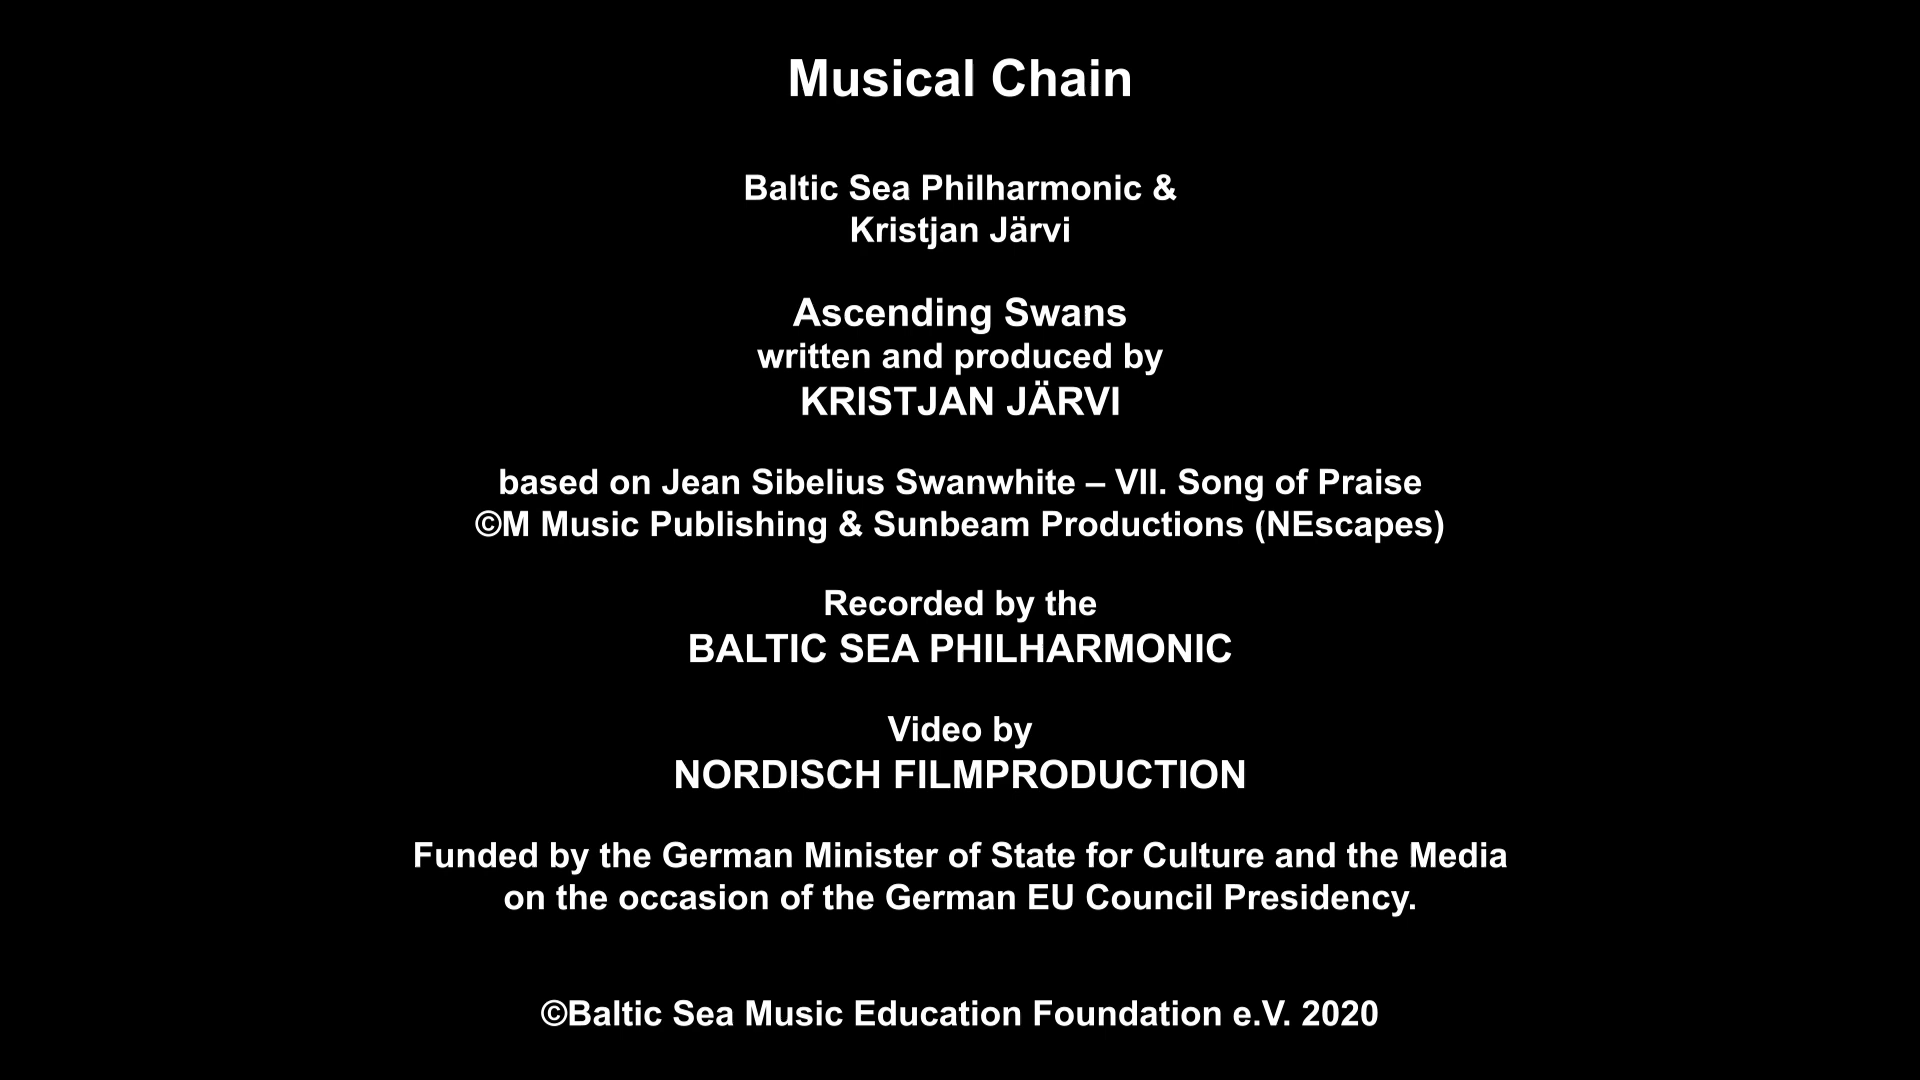 Musical Chain
Baltic Sea Philharmonic &
Kristjan Järvi
Ascending Swans
written and produced by
KRISTJAN JÄRVI
based on Jean Sibelius Swanwhite – VII. Song of Praise
©M Music Publishing & Sunbeam Productions (NEscapes)
Recorded by the
BALTIC SEA PHILHARMONIC
Video by
NORDISCH FILMPRODUCTION
Funded by the German Minister of State for Culture and the Media
on the occasion of the German EU Council Presidency.
©Baltic Sea Music Education Foundation e.V. 2020